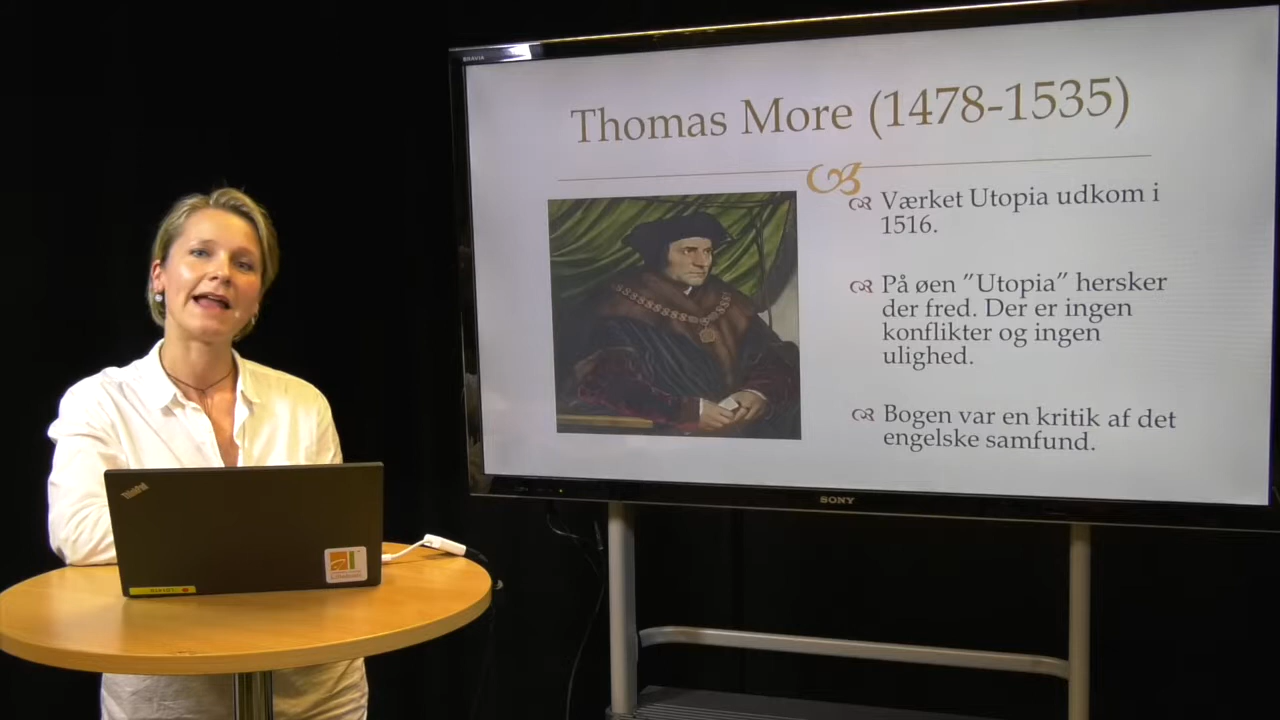 BRAVIA
Thomas More (1478-1535)
Værket Utopia udkom i
1516.
På øen ”Utopia” hersker
der fred. Der er ingen
konflikter og ingen
ulighed.
Bogen var en kritik af det
engelske samfund.
SONY
ThinkPad